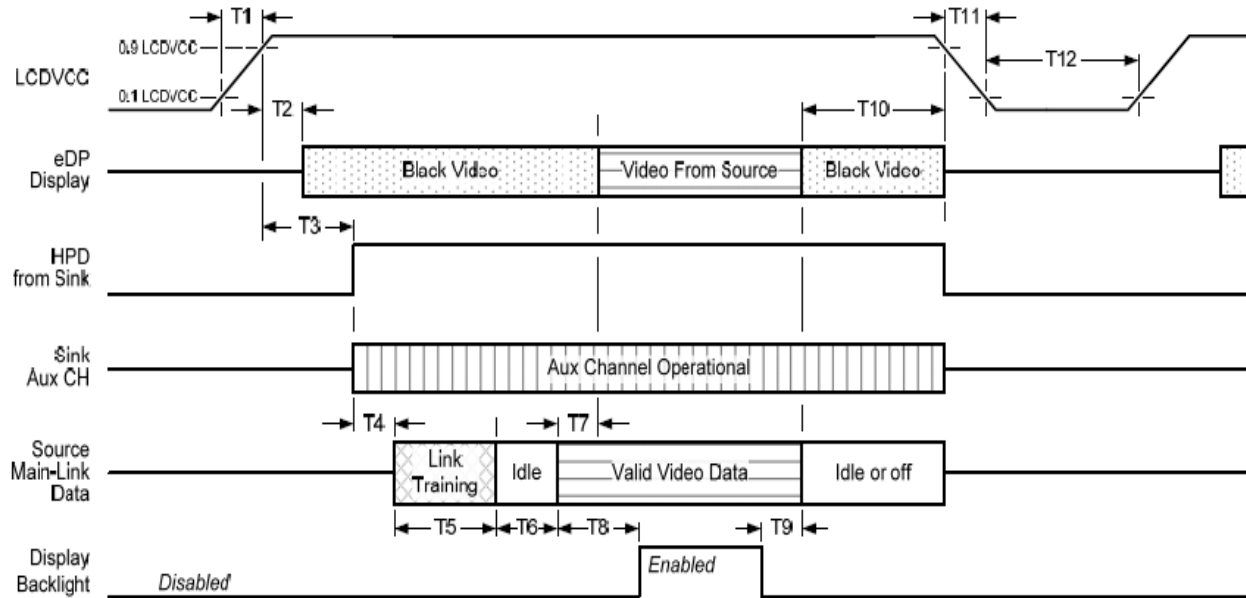 T1
T11
0.9 LCDVCC
LCDVCC
T12
0.1 LCDVCC
T2
T10
eDP
Display
Black Video
Video From Source
Black Video
T3
HPD
from Sink
Sink
Aux CH
Aux Channel Operational
T4
T7
Source
Main-Link
Data
Link
Training
Idle
Valid Video Data
Idle or off
T5
T6
T8
T9
Display
Backlight
Disabled
Enabled